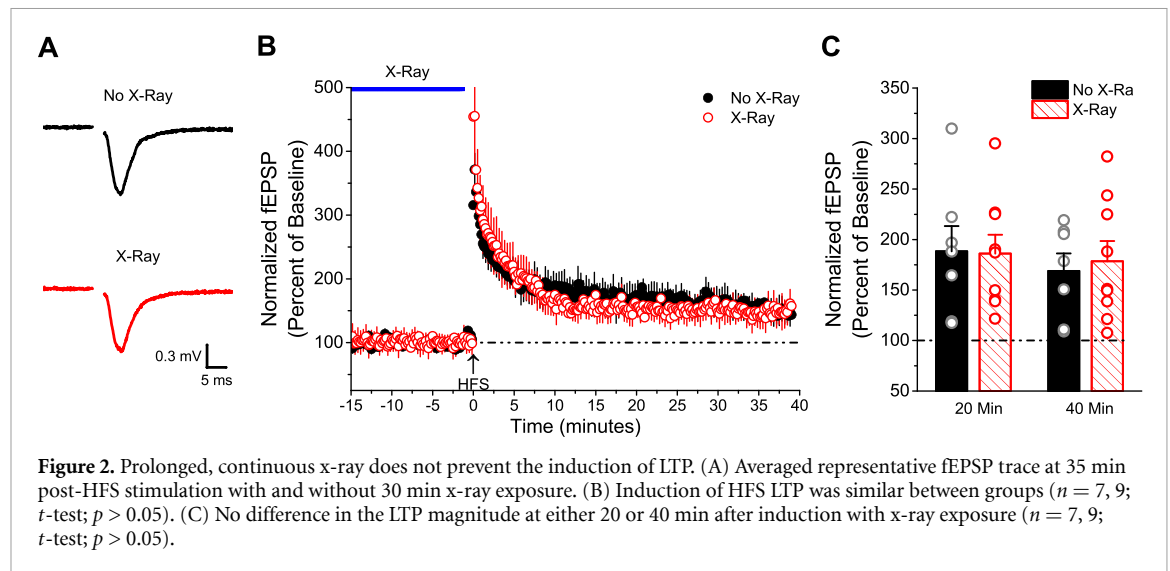 A
No X-Ray
X-Ray
0.3 mV
5 ms
B
X-Ray
No X-Ray
X-Ray
Normalized fEPSP
(Percent of Baseline)
500
400
300
200
100
HFS
-15
-10
-5
0
5
10
15
20
25
30
35
40
Time (minutes)
C
No X-Ra
X-Ray
Normalized fEPSP
(Percent of Baseline)
350
300
250
200
150
100
50
20 Min
40 Min
Figure 2. Prolonged, continuous x-ray does not prevent the induction of LTP. (A) Averaged representative fEPSP trace at 35 min
post-HFS stimulation with and without 30 min x-ray exposure. (B) Induction of HFS LTP was similar between groups (n = 7, 9;
t-test; p > 0.05). (C) No difference in the LTP magnitude at either 20 or 40 min after induction with x-ray exposure (n = 7, 9;
t-test; p > 0.05).